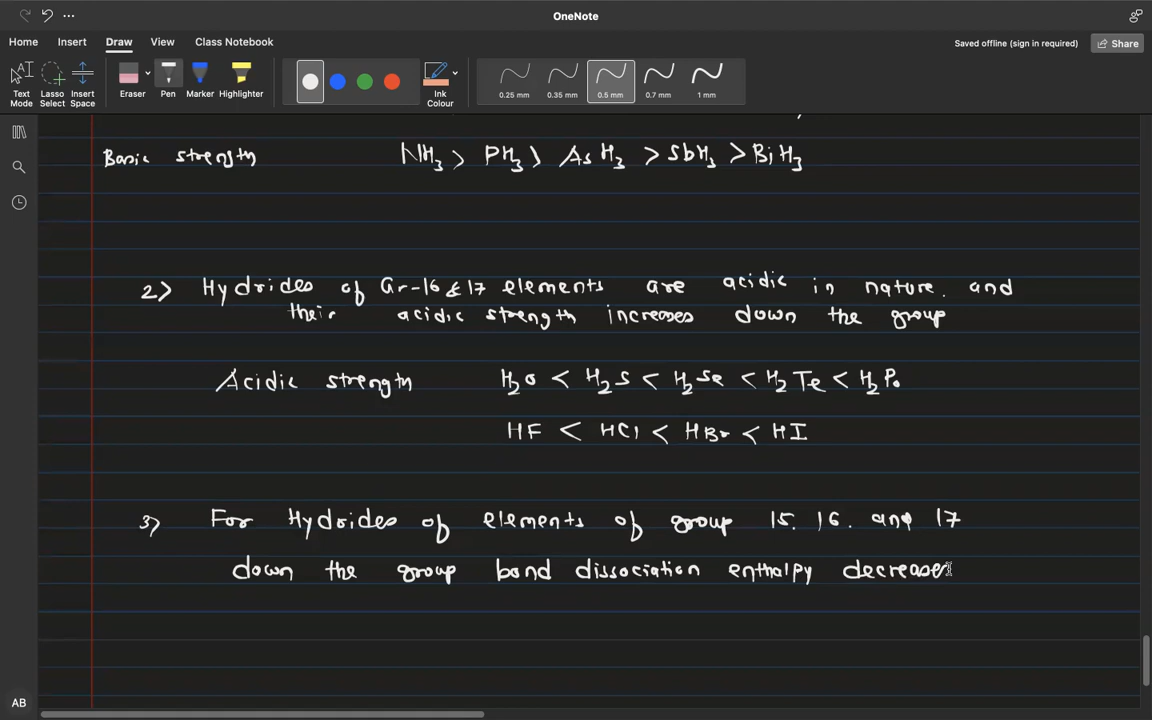 OneNote
Home Insert Draw View Class Notebook
Saved offline (sign in required) Share
Text Mode Lasso Select Insert Space Eraser Pen Marker Highlighter Ink Colour 0.25 mm 0.35 mm 0.5 mm 0.7 mm 1 mm
Basic strength NH3 > PH3 > AsH3 > SbH3 > BiH3
2> Hydrides of Gr-16 & 17 elements are acidic in nature. and
their acidic strength increases down the group
Acidic strength H2O < H2S < H2Se < H2Te < H2Po
HF < HCl < HBr < HI
3> For Hydrides of elements of group 15, 16. and 17
down the group bond dissociation enthalpy decreases
AB